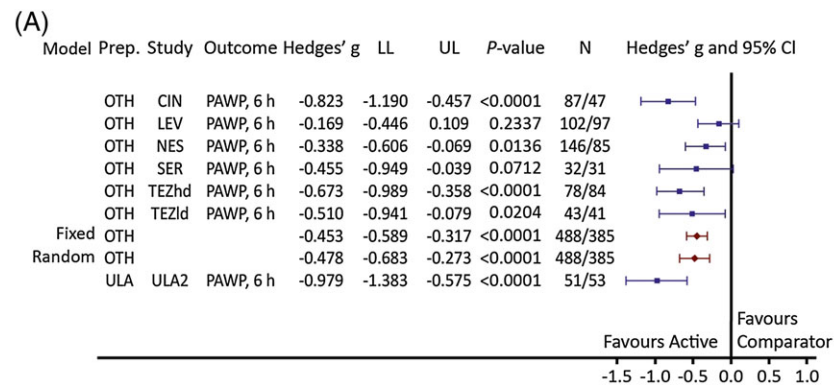 (A)
Model Prep. Study Outcome Hedges' g LL UL P-value N Hedges' g and 95% CI
OTH CIN PAWP, 6 h -0.823 -1.190 -0.457 <0.0001 87/47
OTH LEV PAWP, 6 h -0.169 -0.446 0.109 0.2337 102/97
OTH NES PAWP, 6 h -0.338 -0.606 -0.069 0.0136 146/85
OTH SER PAWP, 6 h -0.455 -0.949 -0.039 0.0712 32/31
OTH TEZhd PAWP, 6 h -0.673 -0.989 -0.358 <0.0001 78/84
OTH TEZld PAWP, 6 h -0.510 -0.941 -0.079 0.0204 43/41
Fixed OTH -0.453 -0.589 -0.317 <0.0001 488/385
Random OTH -0.478 -0.683 -0.273 <0.0001 488/385
ULA ULA2 PAWP, 6 h -0.979 -1.383 -0.575 <0.0001 51/53
Favours Active
Favours
Comparator
-1.5 -1.0 -0.5 0.0 0.5 1.0